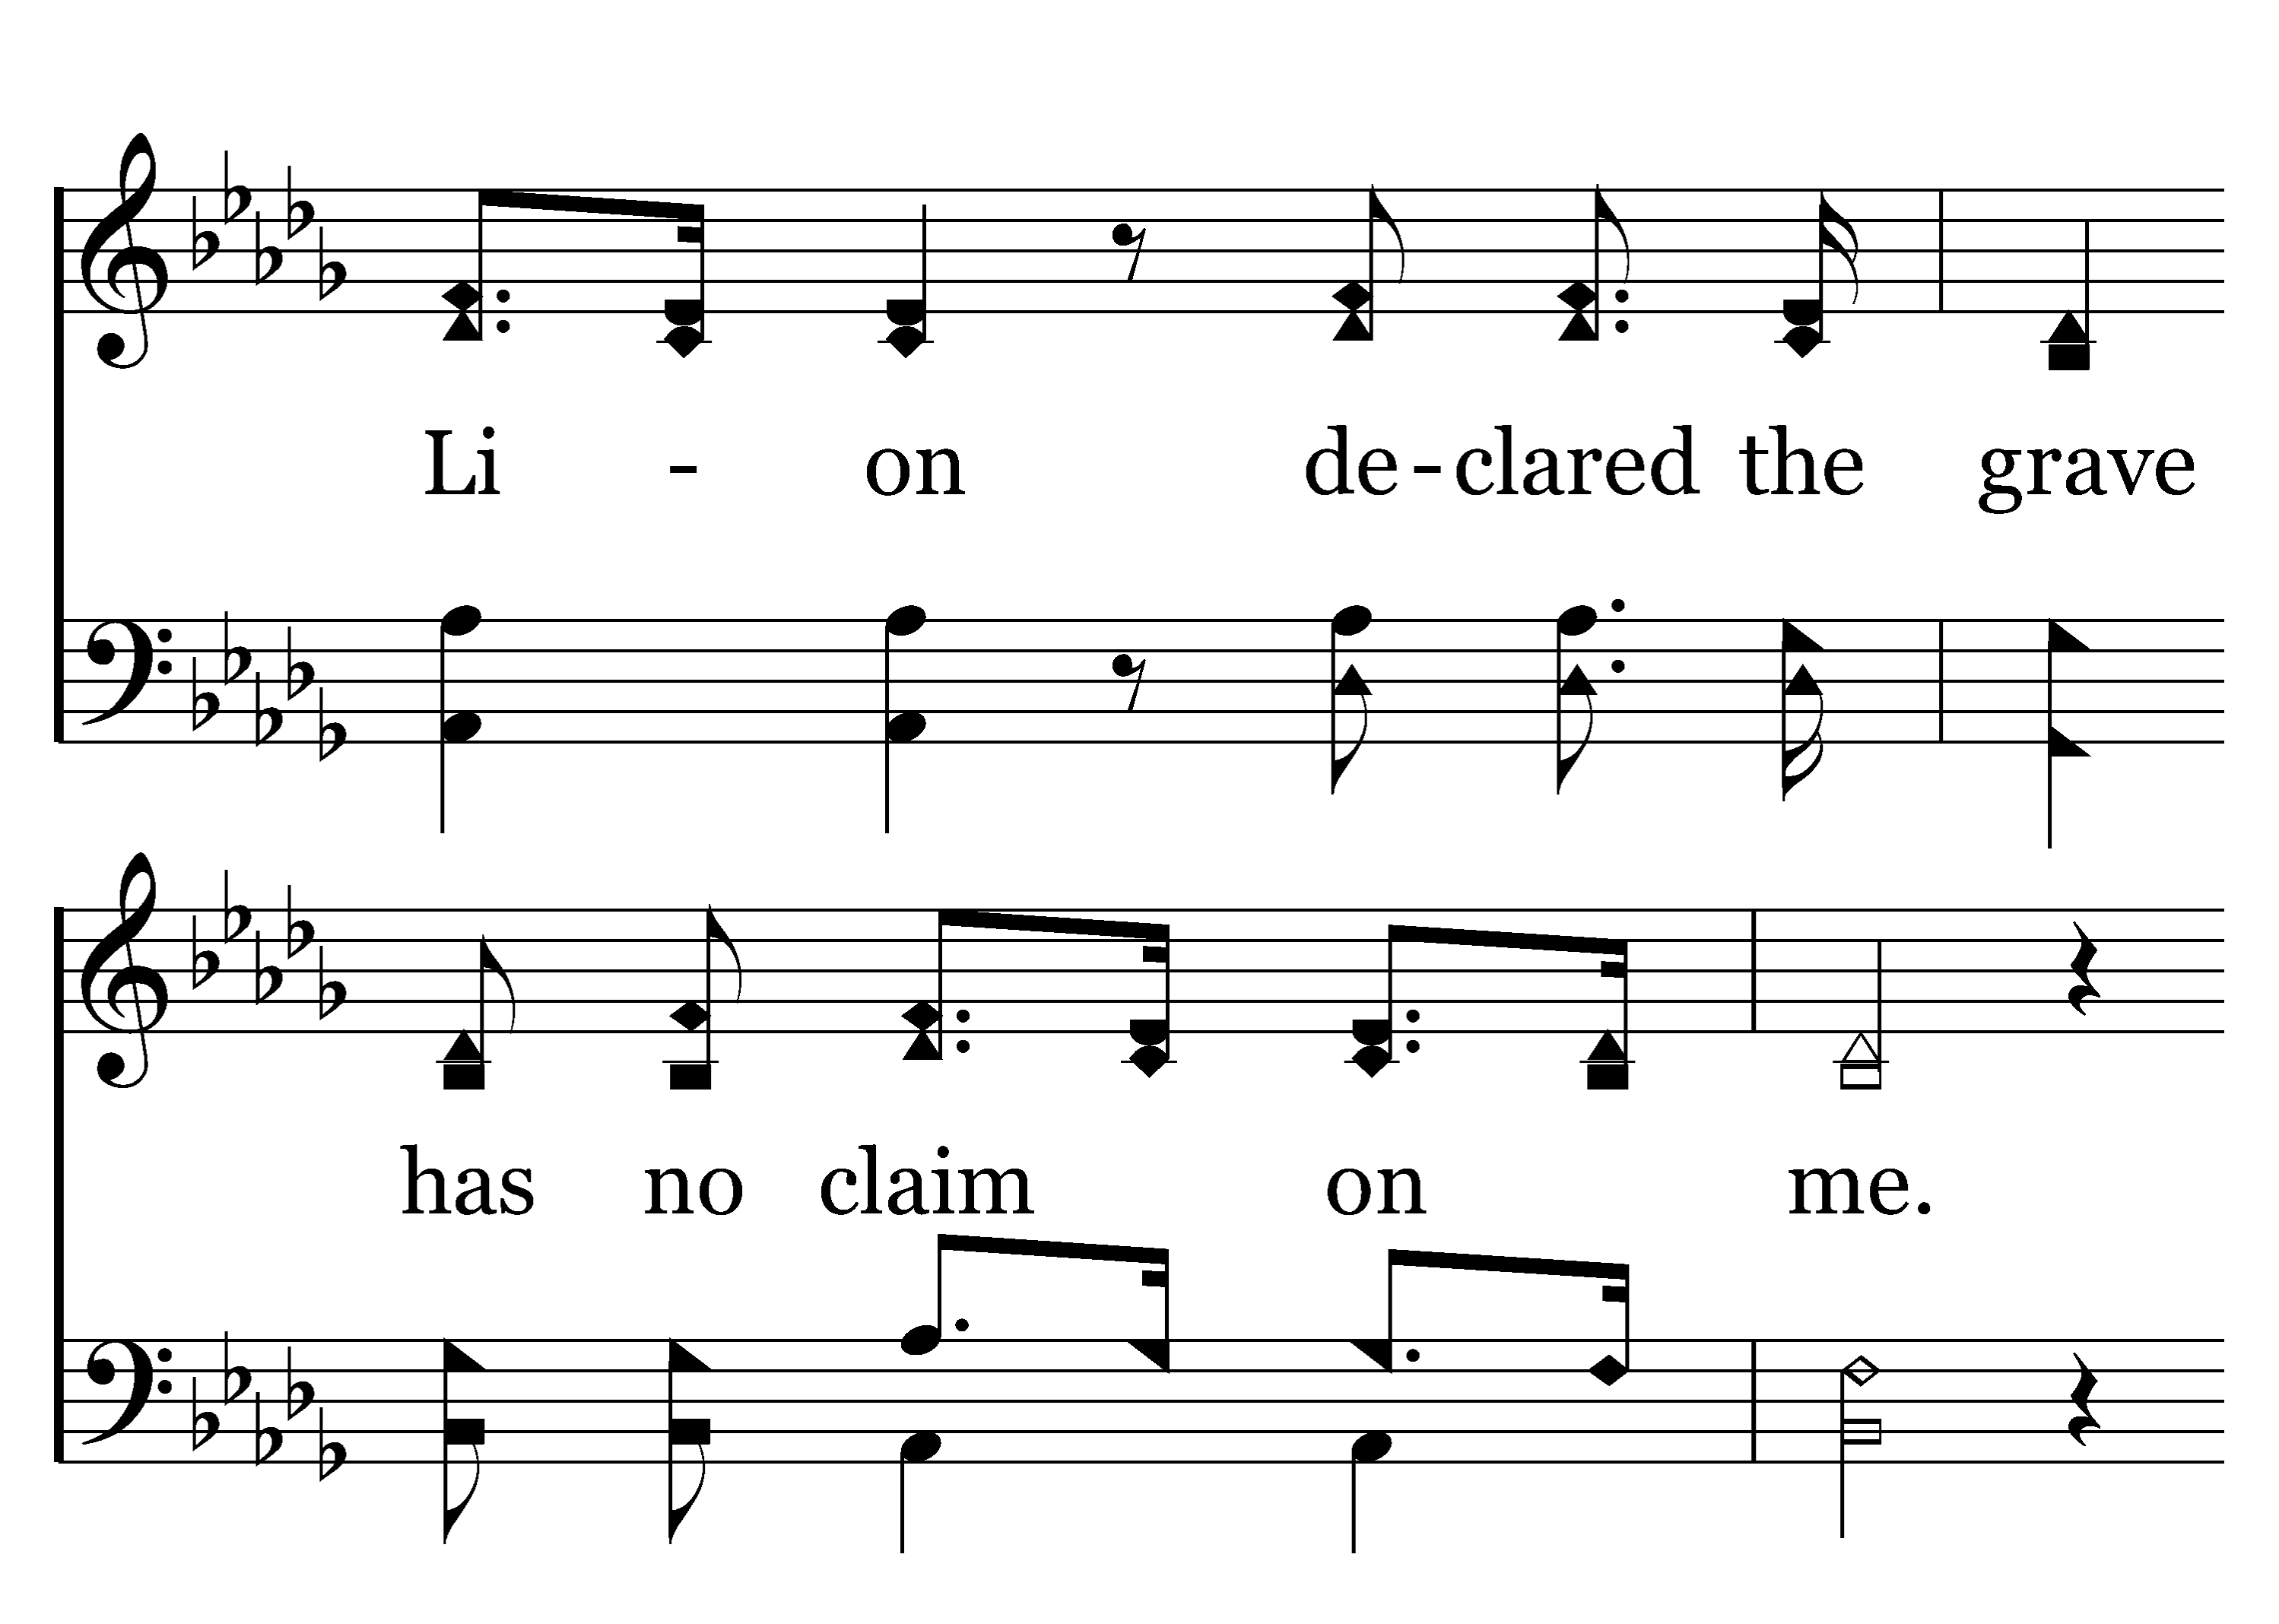 Li - on de - clared the grave
has no claim on me.